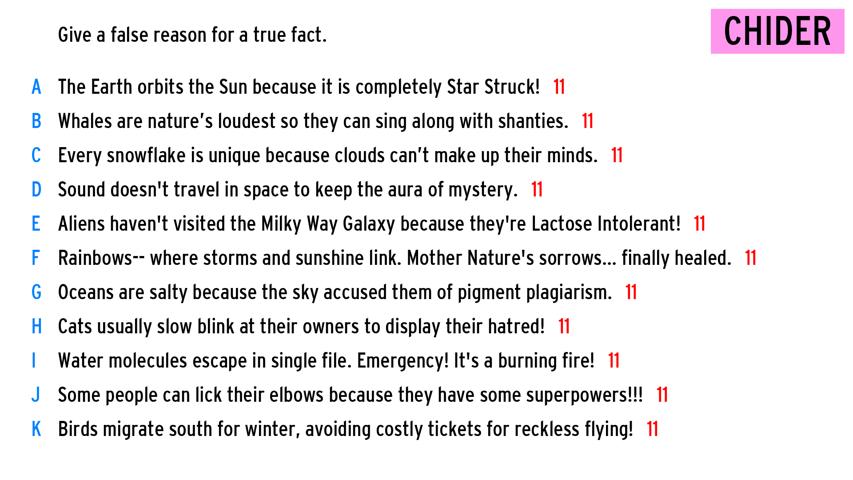 Give a false reason for a true fact.
CHIDER
A The Earth orbits the Sun because it is completely Star Struck! 11
B Whales are nature’s loudest so they can sing along with shanties. 11
C Every snowflake is unique because clouds can’t make up their minds. 11
D Sound doesn't travel in space to keep the aura of mystery. 11
E Aliens haven't visited the Milky Way Galaxy because they're Lactose Intolerant! 11
F Rainbows-- where storms and sunshine link. Mother Nature's sorrows... finally healed. 11
G Oceans are salty because the sky accused them of pigment plagiarism. 11
H Cats usually slow blink at their owners to display their hatred! 11
I Water molecules escape in single file. Emergency! It's a burning fire! 11
J Some people can lick their elbows because they have some superpowers!!! 11
K Birds migrate south for winter, avoiding costly tickets for reckless flying! 11